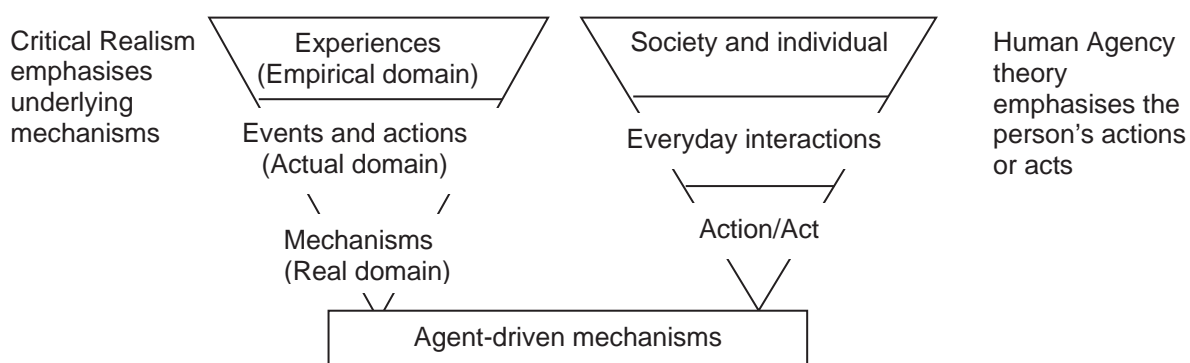 Critical Realism
emphasises
underlying
mechanisms
Experiences
(Empirical domain)
Events and actions
(Actual domain)
Mechanisms
(Real domain)
Society and individual
Everyday interactions
Action/Act
Human Agency
theory
emphasises the
person's actions
or acts
Agent-driven mechanisms